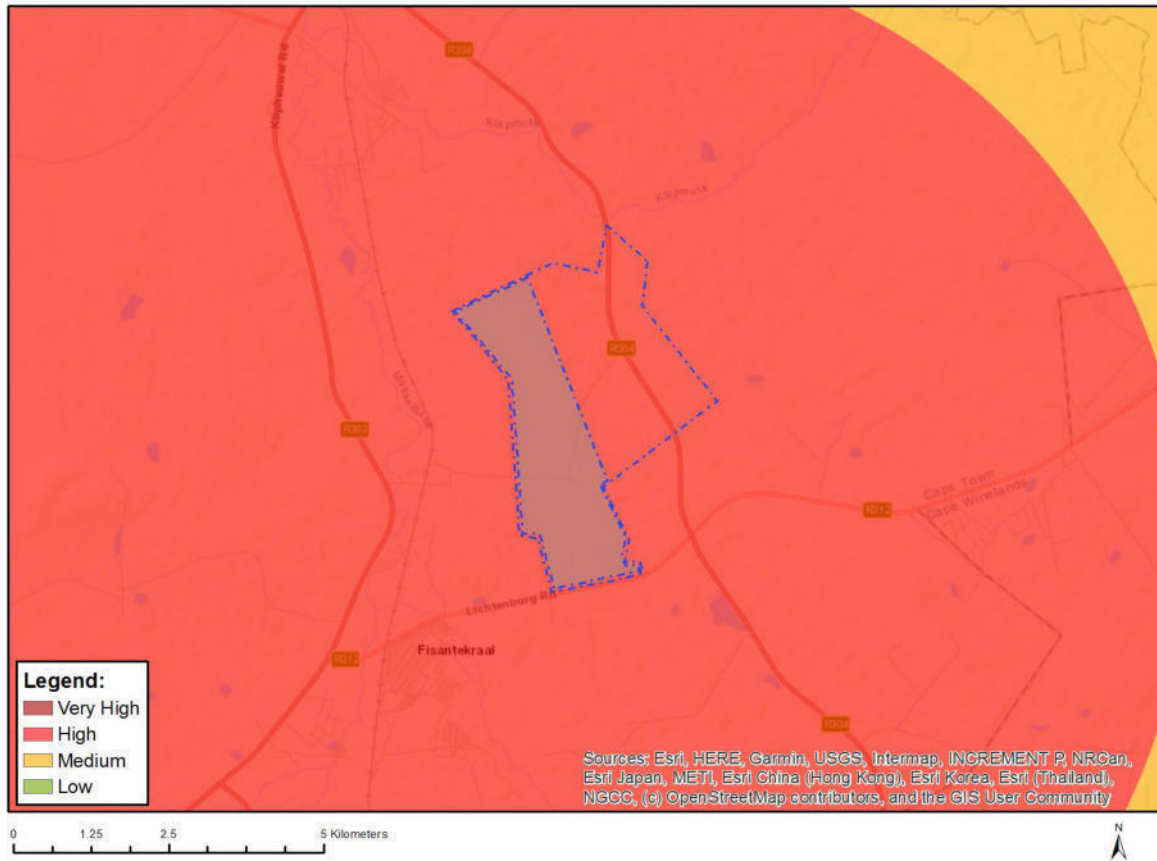 R304
Klipheuwel Rd
Klapmuts
Klapmuts
R304
R302
Cape Town
Cape Winelands
R312
Lichtenburg Rd
Fisantekraal
R312
R304
Legend:
Very High
High
Medium
Low
Sources: Esri, HERE, Garmin, USGS, Intermap, INCREMENT P, NRCan,
Esri Japan, METI, Esri China (Hong Kong), Esri Korea, Esri (Thailand),
NGCC, (c) OpenStreetMap contributors, and the GIS User Community
0 1.25 2.5 5 Kilometers
N